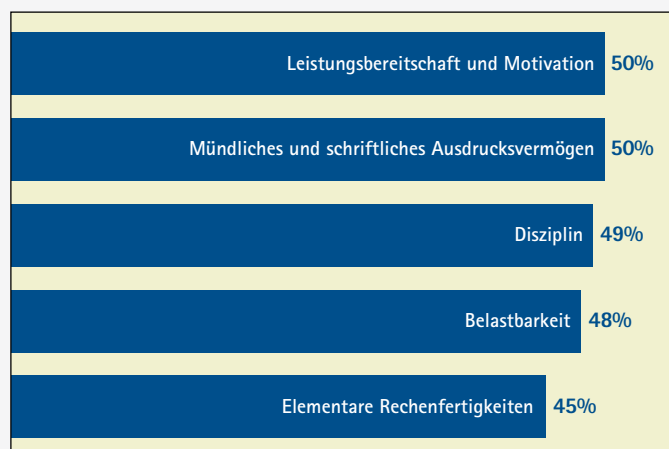 Leistungsbereitschaft und Motivation 50%
Mündliches und schriftliches Ausdrucksvermögen 50%
Disziplin 49%
Belastbarkeit 48%
Elementare Rechenfertigkeiten 45%